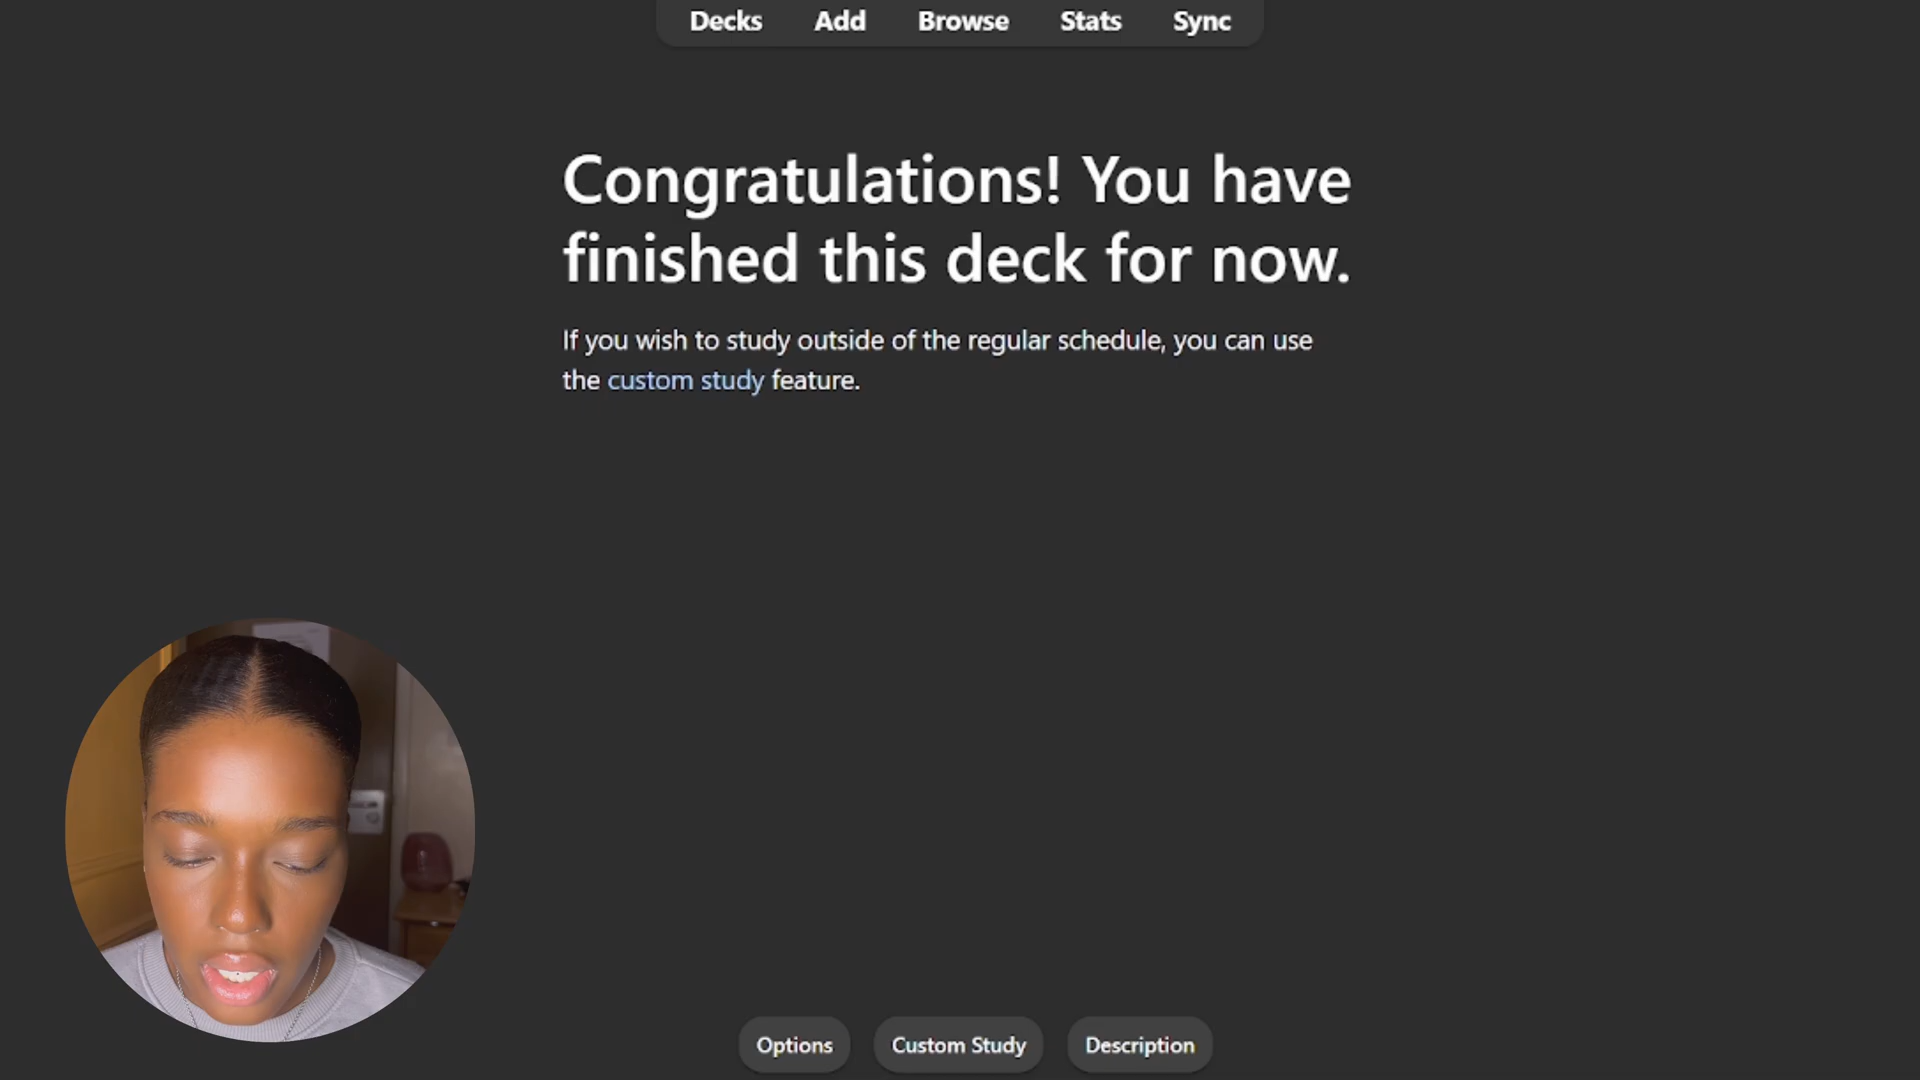 Decks Add Browse Stats Sync
Congratulations! You have
finished this deck for now.
If you wish to study outside of the regular schedule, you can use
the custom study feature.
Options Custom Study Description